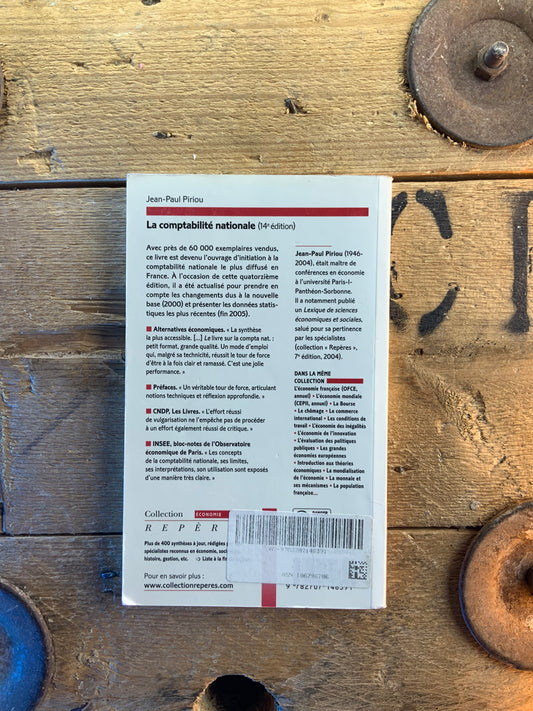 Jean-Paul Piriou
La comptabilité nationale (14e édition)
Avec près de 60 000 exemplaires vendus,
ce livre est devenu l'ouvrage d'initiation à la
comptabilité nationale le plus diffusé en
France. À l'occasion de cette quatorzième
édition, il a été actualisé pour prendre en
compte les changements dus à la nouvelle
base (2000) et présenter les données statis-
tiques les plus récentes (fin 2005).
Alternatives économiques. « La synthèse
la plus accessible. [...] Le livre sur la compta nat. :
petit format, grande qualité. Un mode d'emploi
qui, malgré sa technicité, réussit le tour de force
d'être à la fois clair et ramassé. C'est une jolie
performance. »
Préfaces. « Un véritable tour de force, articulant
notions techniques et réflexion approfondie. »
CNDP, Les Livres. « L'effort réussi
de vulgarisation ne l'empêche pas de procéder
à un effort également réussi de critique. »
INSEE, bloc-notes de l'Observatoire
économique de Paris. « Les concepts
de la comptabilité nationale, ses limites,
ses interprétations, son utilisation sont exposés
d'une manière très claire. »
Jean-Paul Piriou (1946-
2004), était maître de
conférences en économie
à l'université Paris-I-
Panthéon-Sorbonne.
Il a notamment publié
un Lexique de sciences
économiques et sociales,
salué pour sa pertinence
par les spécialistes
(collection « Repères »,
7e édition, 2004).
DANS LA MÊME
COLLECTION
L'économie française (OFCE,
annuel) • L'économie mondiale
(CEPII, annuel) • La Bourse
• Le chômage • Le commerce
international • Les conditions de
travail • L'économie des inégalités
• L'économie de l'innovation
• L'évaluation des politiques
publiques • Les grandes
économies européennes
• Introduction aux théories
économiques • La mondialisation
de l'économie • La monnaie et
ses mécanismes • La population
française...
Collection ÉCONOMIE
REPÈR
Plus de 400 synthèses à jour, rédigées
spécialistes reconnus en économie,
histoire, gestion, etc. Liste à la fin
Pour en savoir plus :
www.collectionreperes.com
9 782707